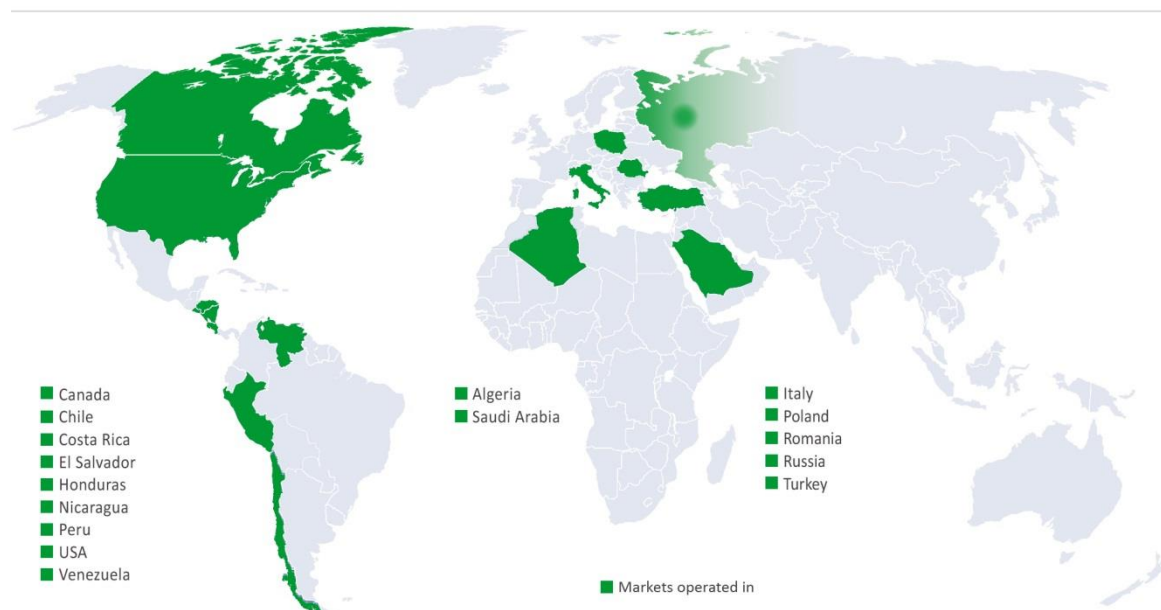 Canada
Chile
Costa Rica
El Salvador
Honduras
Nicaragua
Peru
USA
Venezuela
Algeria
Saudi Arabia
Italy
Poland
Romania
Russia
Turkey
Markets operated in